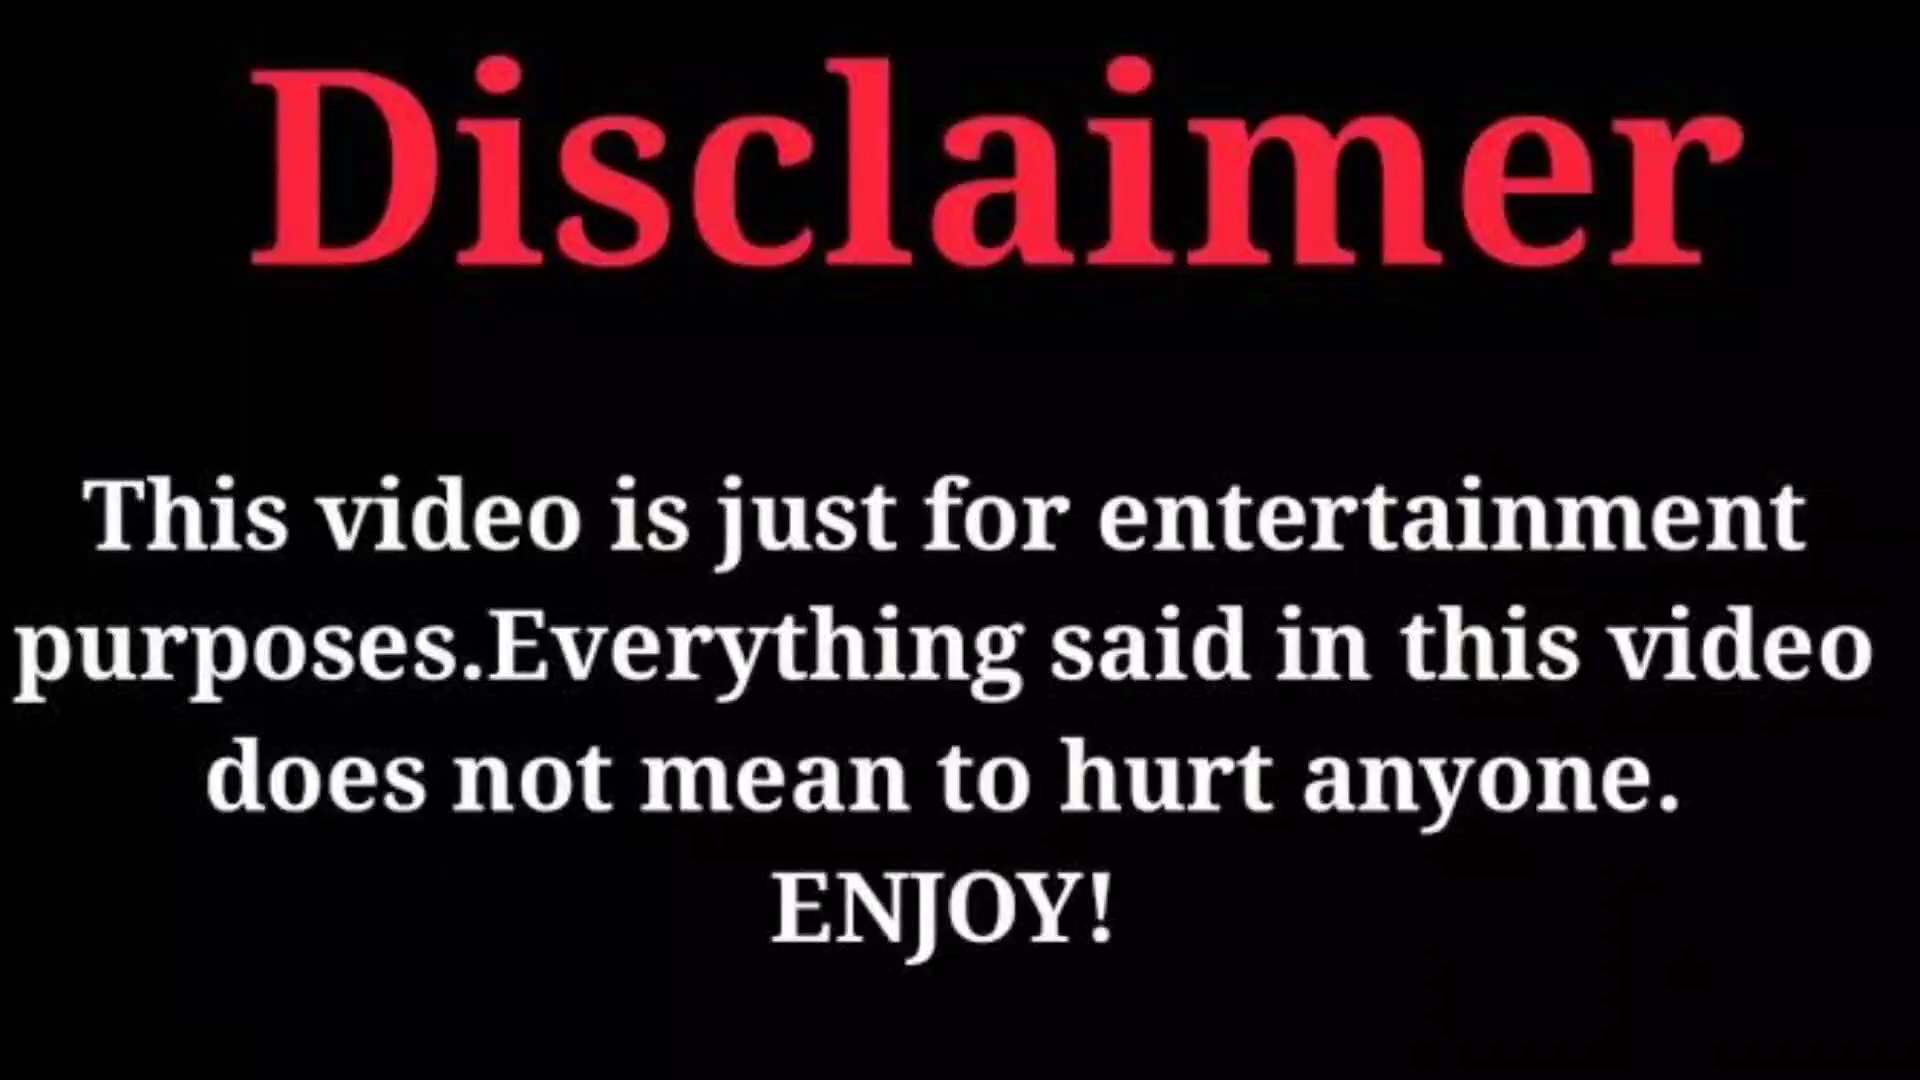 Disclaimer
This video is just for entertainment
purposes.Everything said in this video
does not mean to hurt anyone.
ENJOY!